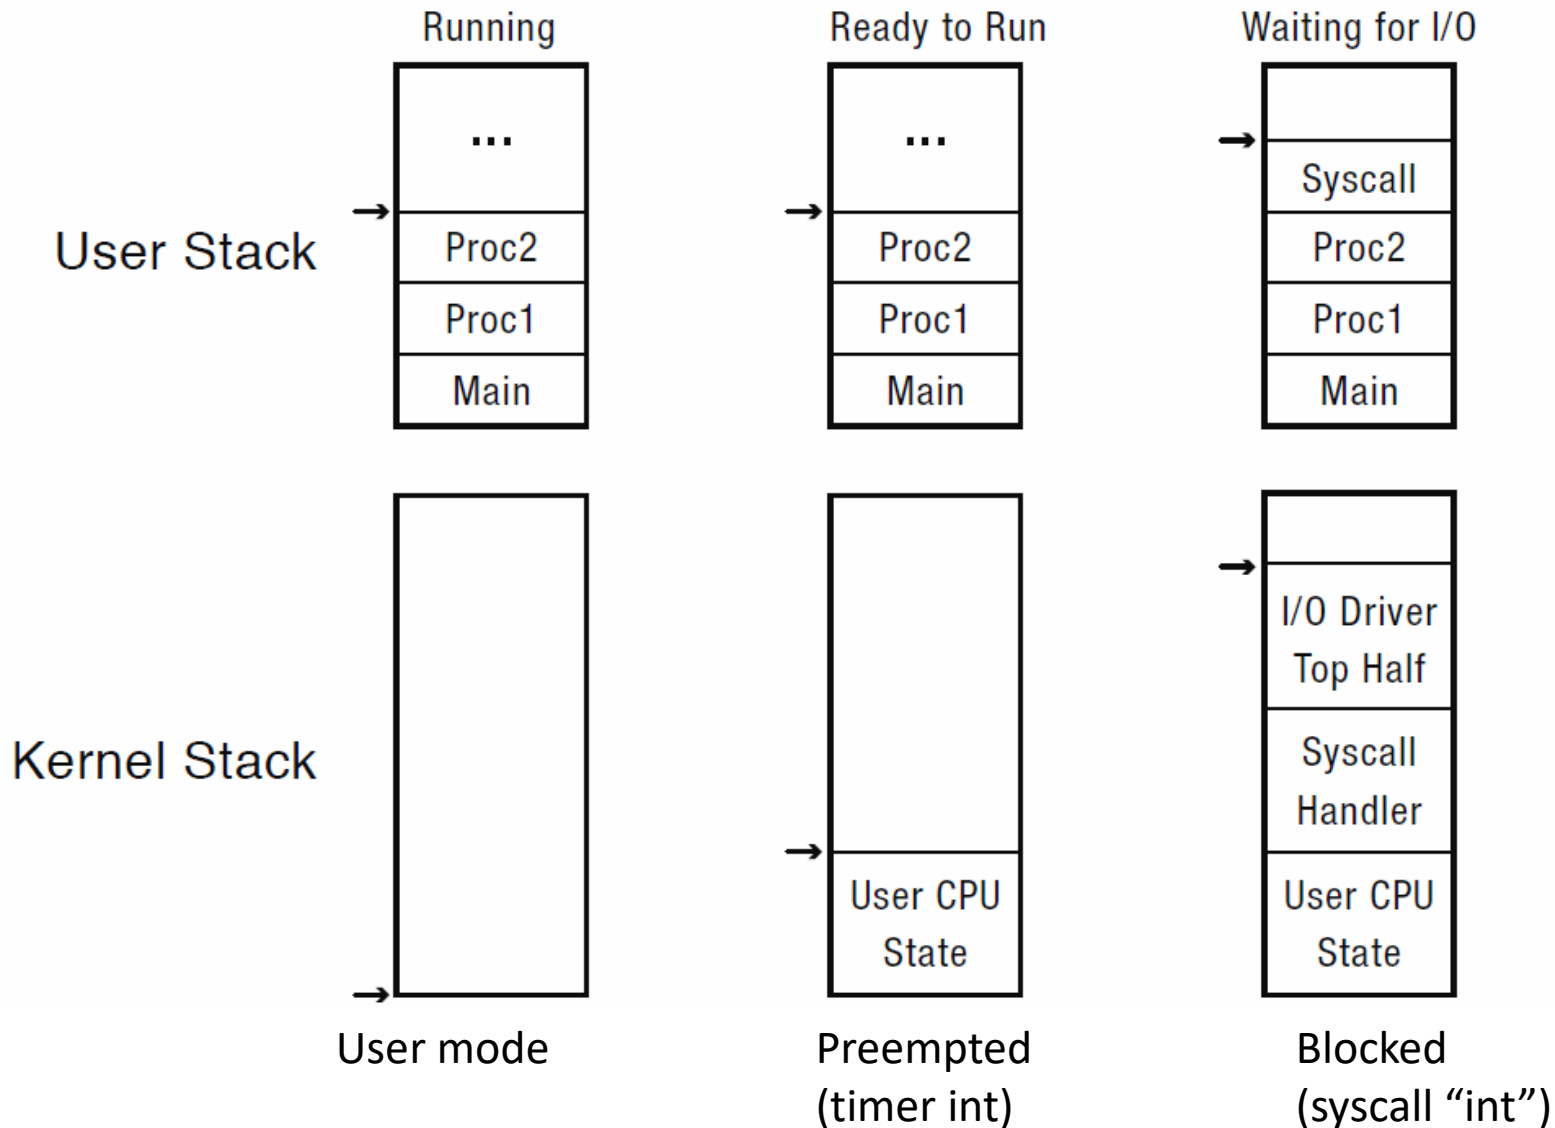 Running
Ready to Run
Waiting for I/O
User Stack
...
Proc2
Proc1
Main
...
Proc2
Proc1
Main
Syscall
Proc2
Proc1
Main
Kernel Stack
User CPU
State
I/O Driver
Top Half
Syscall
Handler
User CPU
State
User mode
Preempted
(timer int)
Blocked
(syscall “int”)